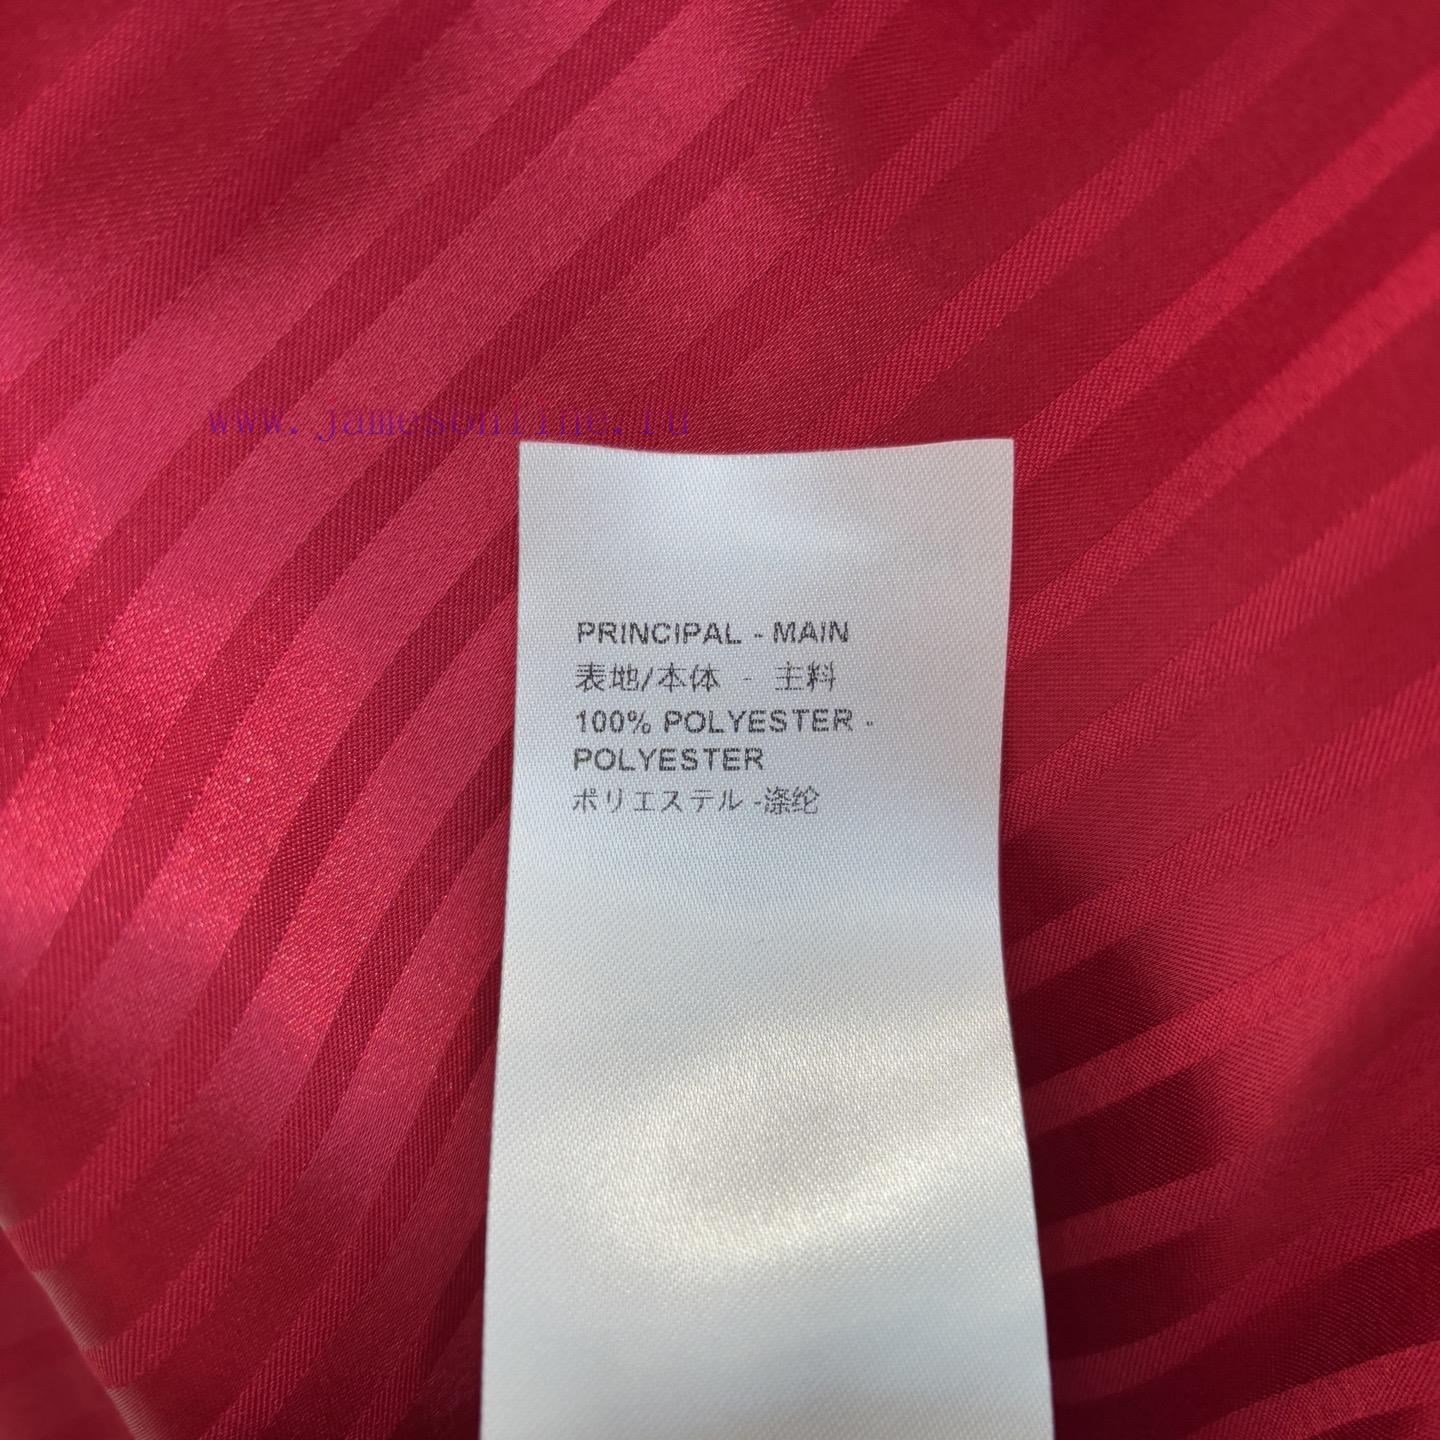 www.jamesonline.ru
PRINCIPAL - MAIN
表地/本体 - 主料
100% POLYESTER -
POLYESTER
ポリエステル -涤纶